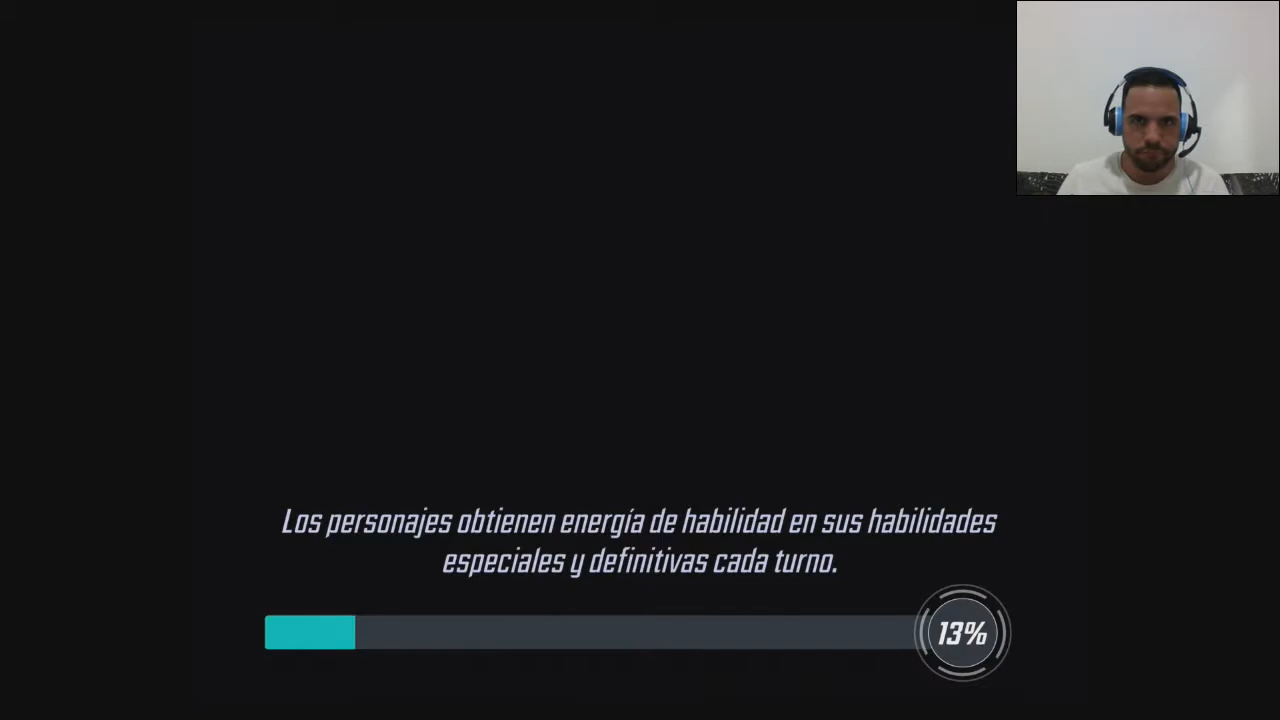 Los personajes obtienen energía de habilidad en sus habilidades
especiales y definitivas cada turno.
13%